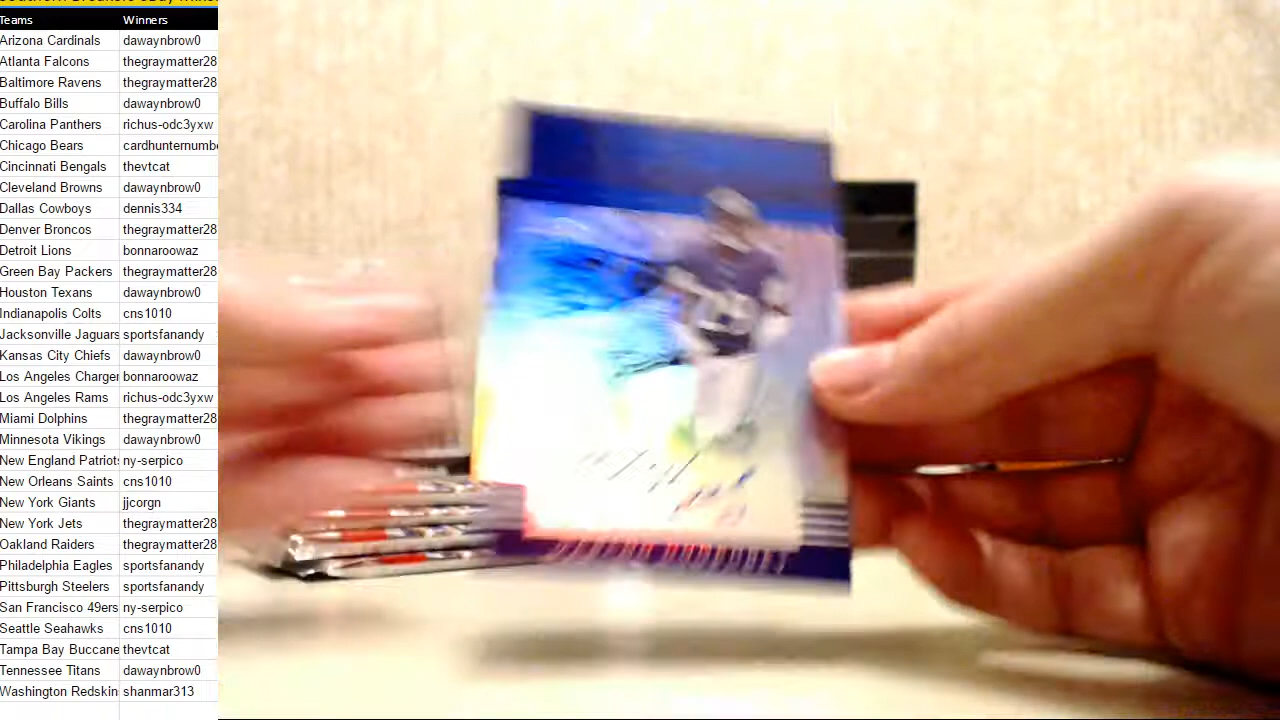 Teams Winners
Arizona Cardinals dawaynbrow0
Atlanta Falcons thegraymatter28
Baltimore Ravens thegraymatter28
Buffalo Bills dawaynbrow0
Carolina Panthers richus-odc3yxw
Chicago Bears cardhunternumbe
Cincinnati Bengals thevtcat
Cleveland Browns dawaynbrow0
Dallas Cowboys dennis334
Denver Broncos thegraymatter28
Detroit Lions bonnaroowaz
Green Bay Packers thegraymatter28
Houston Texans dawaynbrow0
Indianapolis Colts cns1010
Jacksonville Jaguars sportsfanandy
Kansas City Chiefs dawaynbrow0
Los Angeles Charger bonnaroowaz
Los Angeles Rams richus-odc3yxw
Miami Dolphins thegraymatter28
Minnesota Vikings dawaynbrow0
New England Patriots ny-serpico
New Orleans Saints cns1010
New York Giants jjcorgn
New York Jets thegraymatter28
Oakland Raiders thegraymatter28
Philadelphia Eagles sportsfanandy
Pittsburgh Steelers sportsfanandy
San Francisco 49ers ny-serpico
Seattle Seahawks cns1010
Tampa Bay Buccane thevtcat
Tennessee Titans dawaynbrow0
Washington Redskin shanmar313